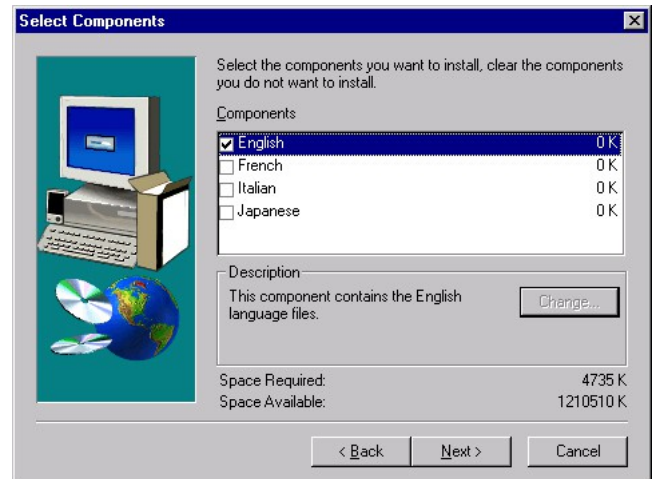 Select Components
Select the components you want to install, clear the components
you do not want to install.
Components
English 0 K
French 0 K
Italian 0 K
Japanese 0 K
Description
This component contains the English
language files.
Change...
Space Required: 4735 K
Space Available: 1210510 K
< Back
Next >
Cancel